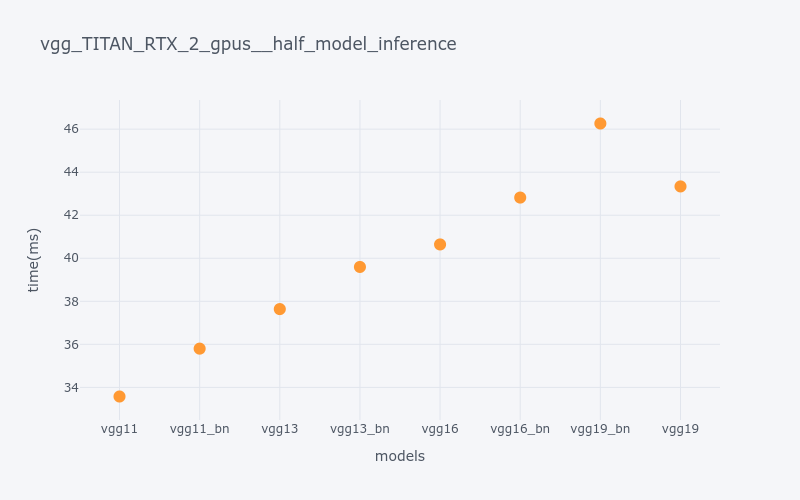 vgg_TITAN_RTX_2_gpus__half_model_inference
time(ms)
46
44
42
40
38
36
34
vgg11 vgg11_bn vgg13 vgg13_bn vgg16 vgg16_bn vgg19_bn vgg19
models